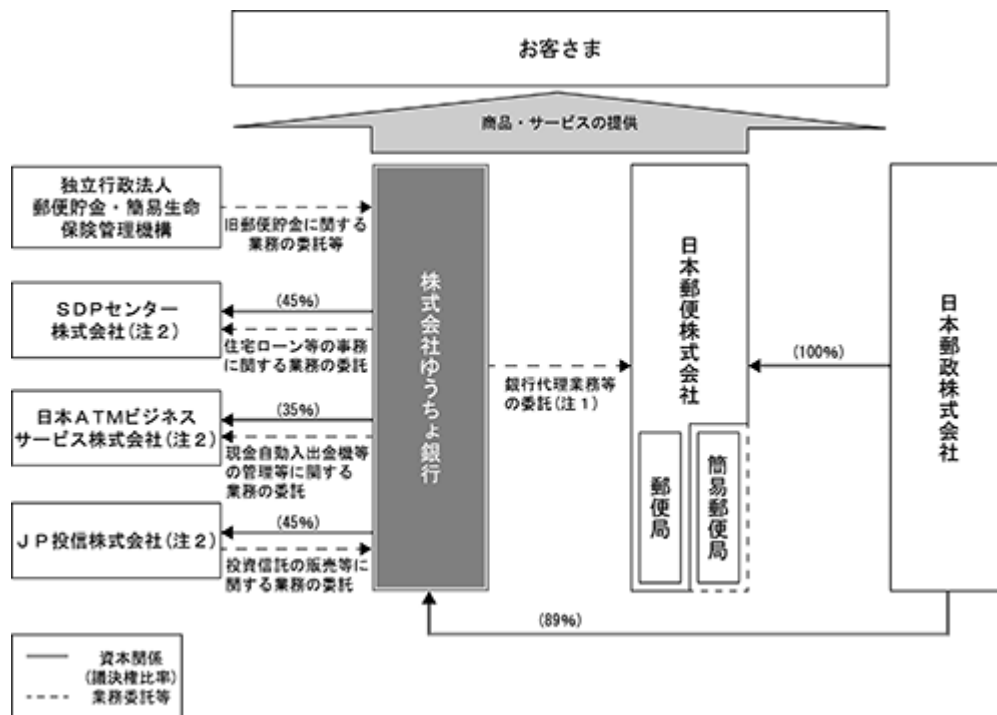 お客さま
商品・サービスの提供
独立行政法人
郵便貯金・簡易生命
保険管理機構
旧郵便貯金に関する
業務の委託等
SDPセンター
株式会社(注2)
(45%)
住宅ローン等の事務
に関する業務の委託
日本ATMビジネス
サービス株式会社(注2)
(35%)
現金自動入出金機等
の管理等に関する
業務の委託
JP投信株式会社(注2)
(45%)
投資信託の販売等に
関する業務の委託
株式会社ゆうちょ銀行
銀行代理業務等
の委託(注1)
日本郵便株式会社
郵便局
簡易郵便局
(100%)
日本郵政株式会社
(89%)
資本関係
(議決権比率)
業務委託等